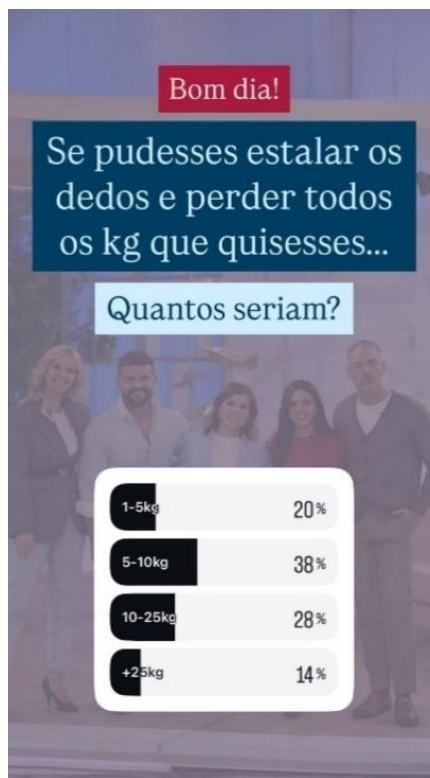 Bom dia!
Se pudesses estalar os
dedos e perder todos
os kg que quisesses...
Quantos seriam?
1-5kg 20%
5-10kg 38%
10-25kg 28%
+25kg 14%